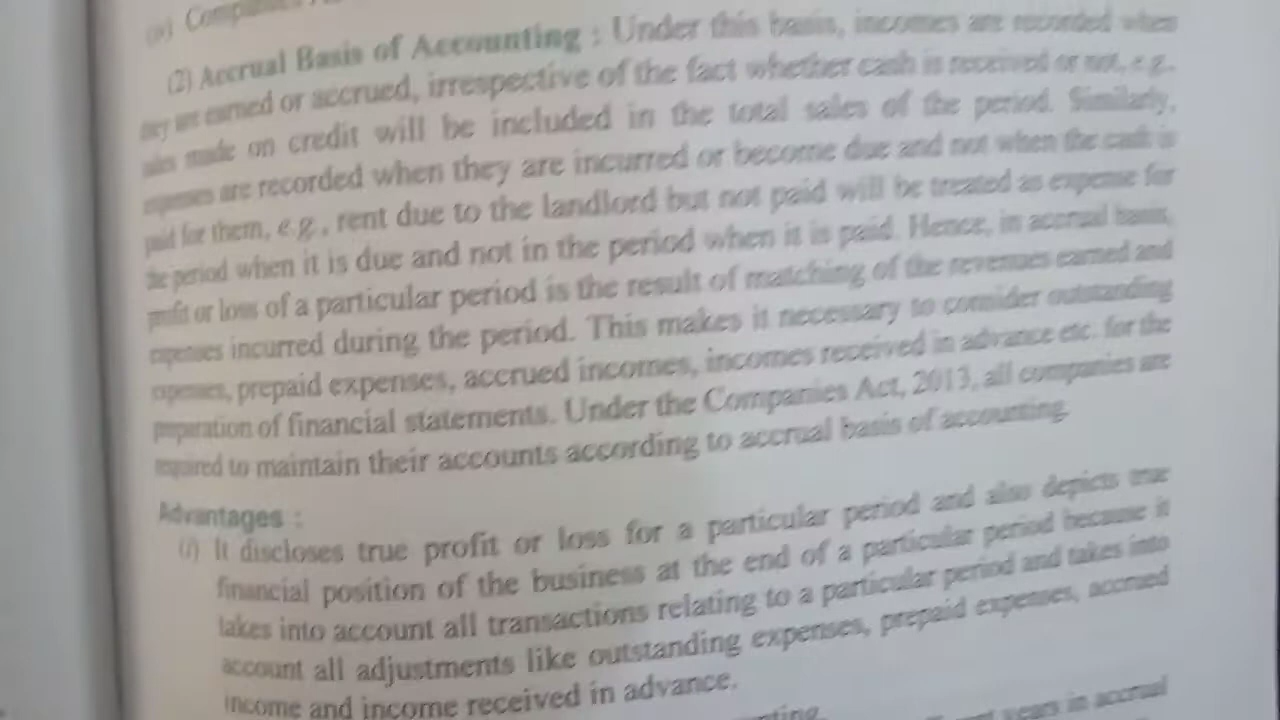 (v) Companies
(2) Accrual Basis of Accounting : Under this basis, incomes are recorded when
they are earned or accrued, irrespective of the fact whether cash is received or not, e.g.,
sales made on credit will be included in the total sales of the period. Similarly,
expenses are recorded when they are incurred or become due and not when the cash is
paid for them, e.g., rent due to the landlord but not paid will be treated as expense for
the period when it is due and not in the period when it is paid. Hence, in accrual basis,
profit or loss of a particular period is the result of matching of the revenues earned and
expenses incurred during the period. This makes it necessary to consider outstanding
expenses, prepaid expenses, accrued incomes, incomes received in advance etc. for the
preparation of financial statements. Under the Companies Act, 2013, all companies are
required to maintain their accounts according to accrual basis of accounting.
Advantages :
(i) It discloses true profit or loss for a particular period and also depicts true
financial position of the business at the end of a particular period because it
takes into account all transactions relating to a particular period and takes into
account all adjustments like outstanding expenses, prepaid expenses, accrued
income and income received in advance.
years in accrual